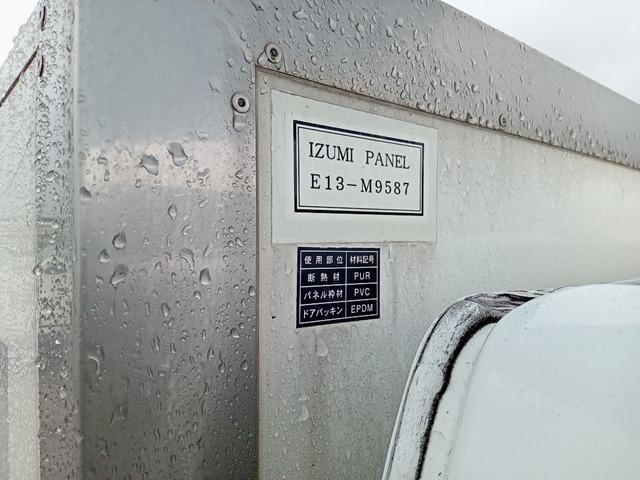 IZUMI PANEL
E13-M9587
使用部位 材料記号
断熱材 PUR
パネル枠材 PVC
ドアパッキン EPDM